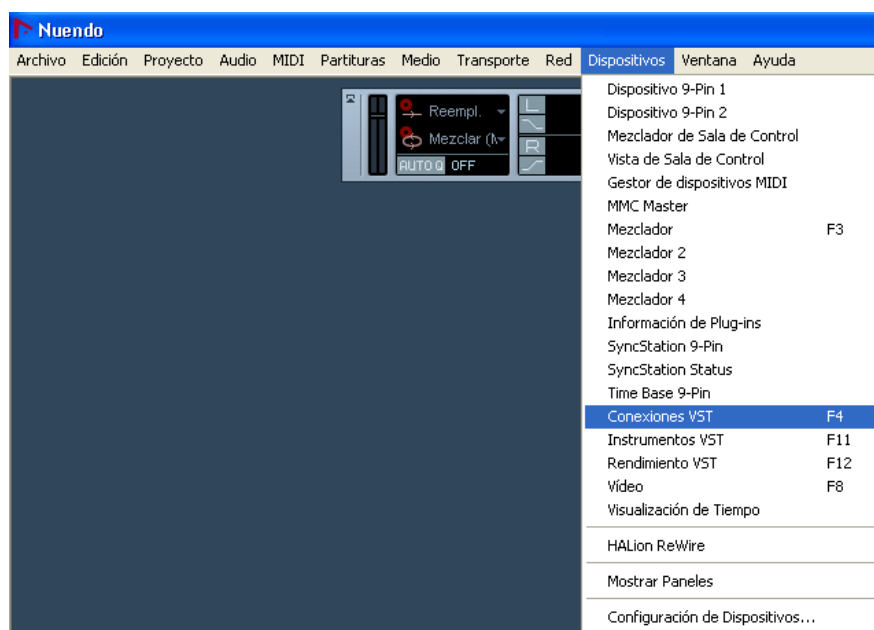 Nuendo
Archivo Edición Proyecto Audio MIDI Partituras Medio Transporte Red Dispositivos Ventana Ayuda
Reempl.
Mezclar (M
AUTO Q OFF
L
R
Dispositivo 9-Pin 1
Dispositivo 9-Pin 2
Mezclador de Sala de Control
Vista de Sala de Control
Gestor de dispositivos MIDI
MMC Master
Mezclador F3
Mezclador 2
Mezclador 3
Mezclador 4
Información de Plug-ins
SyncStation 9-Pin
SyncStation Status
Time Base 9-Pin
Conexiones VST F4
Instrumentos VST F11
Rendimiento VST F12
Vídeo F8
Visualización de Tiempo
HALion ReWire
Mostrar Paneles
Configuración de Dispositivos...